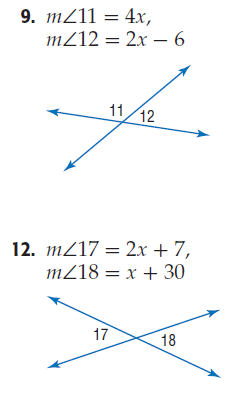 9. m∠11 = 4x,
m∠12 = 2x − 6
11
12
12. m∠17 = 2x + 7,
m∠18 = x + 30
17
18